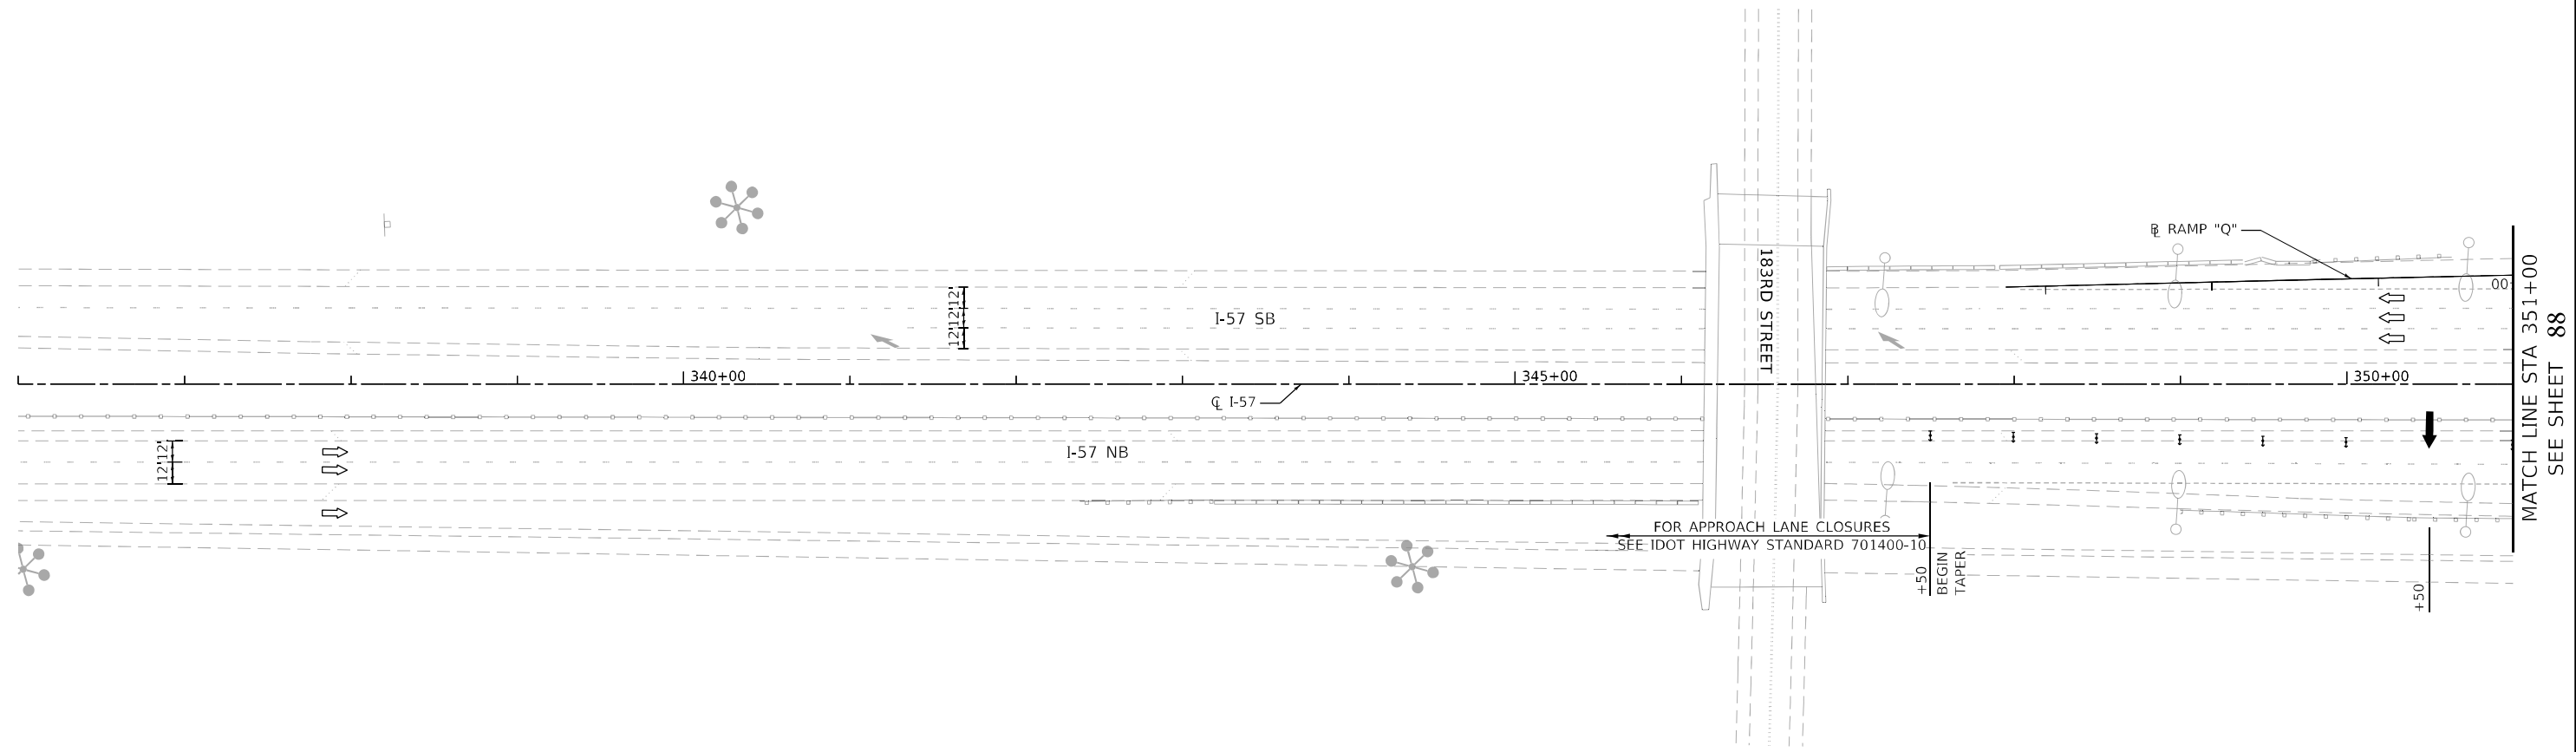 ℄ RAMP "Q"
183RD STREET
12'
12'
12'
I-57 SB
00
340+00
345+00
350+00
℄ I-57
12'
12'
I-57 NB
FOR APPROACH LANE CLOSURES
SEE IDOT HIGHWAY STANDARD 701400-10
+50
BEGIN
TAPER
+50
MATCH LINE STA 351+00
SEE SHEET 88